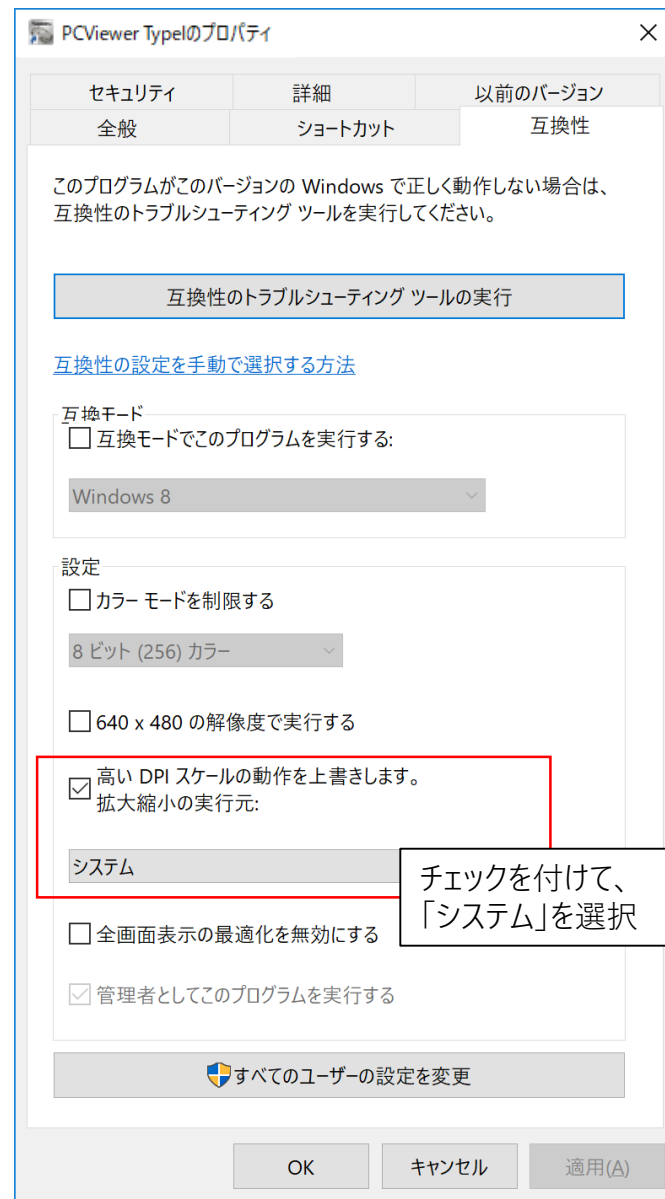 PCViewer TypeIのプロパティ
セキュリティ
詳細
以前のバージョン
全般
ショートカット
互換性
このプログラムがこのバージョンの Windows で正しく動作しない場合は、
互換性のトラブルシューティング ツールを実行してください。
互換性のトラブルシューティング ツールの実行
互換性の設定を手動で選択する方法
互換モード
互換モードでこのプログラムを実行する:
Windows 8
設定
カラー モードを制限する
8 ビット (256) カラー
640 x 480 の解像度で実行する
高い DPI スケールの動作を上書きします。
拡大縮小の実行元:
システム
チェックを付けて、
「システム」を選択
全画面表示の最適化を無効にする
管理者としてこのプログラムを実行する
すべてのユーザーの設定を変更
OK
キャンセル
適用(A)